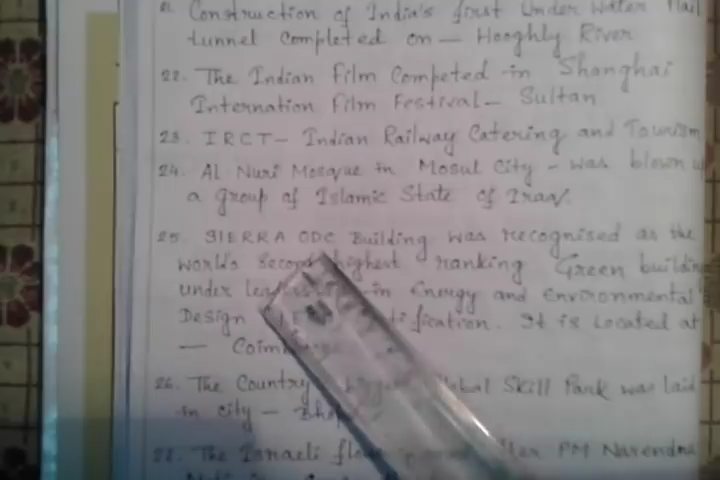 21. Construction of India's first Under Water Rail
tunnel completed on — Hooghly River
22. The Indian Film Competed in Shanghai
Internation Film Festival — Sultan
23. IRCT — Indian Railway Catering and Tourism
24. Al Nuri Mosque in Mosul City - was blown
a group of Islamic State of Iraq.
25. SIERRA ODC Building was recognised as the
world's Second highest ranking Green building
under in Energy and Environmental
Design It is Located at
—
26. The Country Skill Park was laid
in city —
27. The Israeli PM Narendra